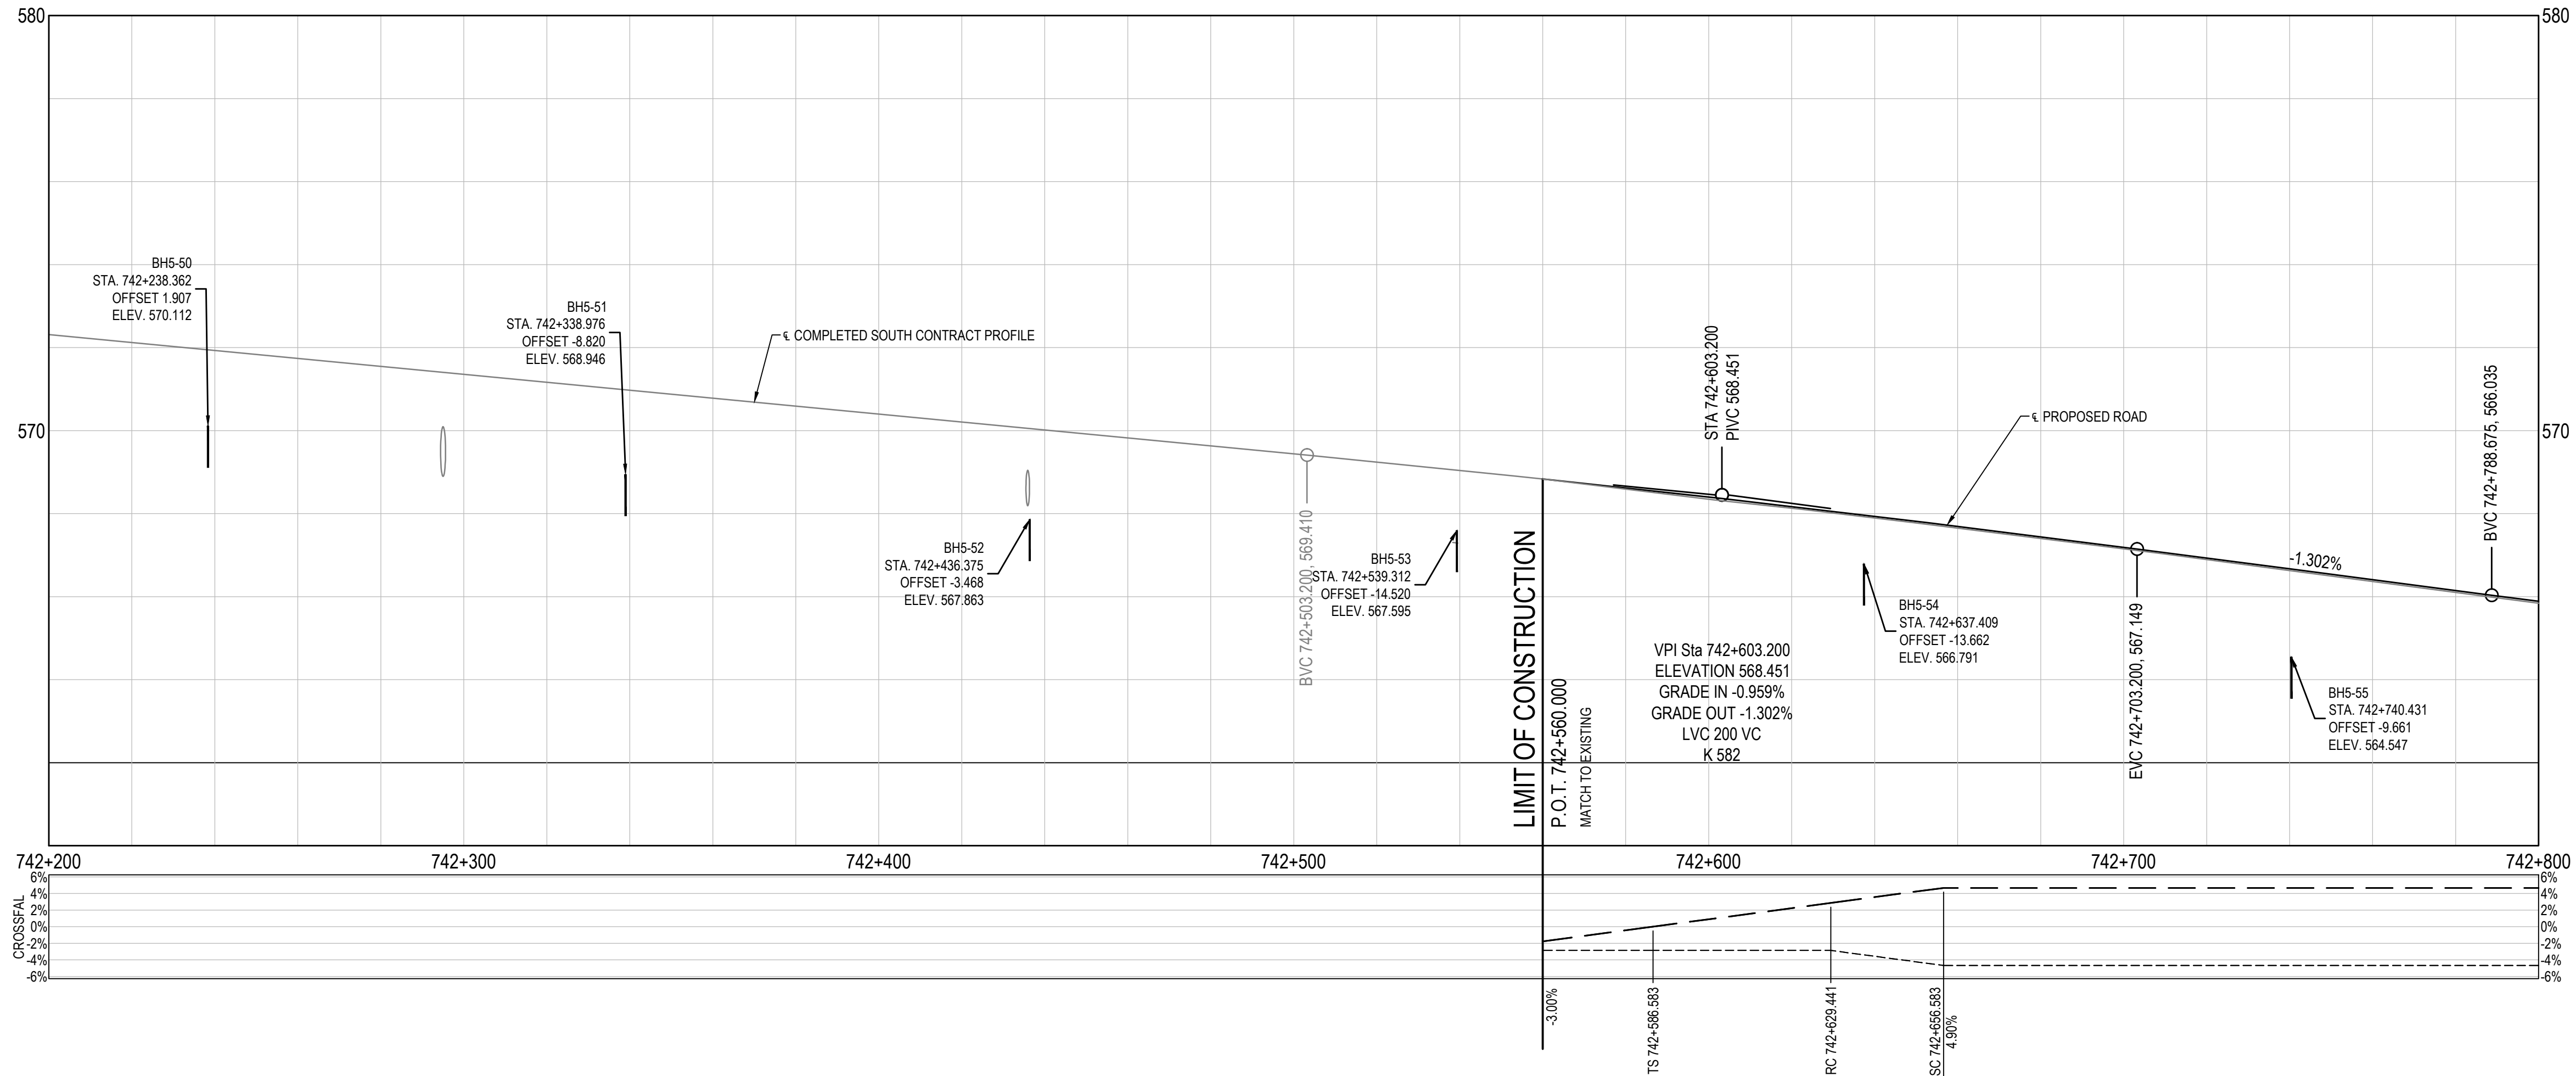 580
580
BH5-50
STA. 742+238.362
OFFSET 1.907
ELEV. 570.112
BH5-51
STA. 742+338.976
OFFSET -8.820
ELEV. 568.946
℄ COMPLETED SOUTH CONTRACT PROFILE
STA 742+603.200
PIVC 568.451
℄ PROPOSED ROAD
BVC 742+788.675, 566.035
570
570
BH5-52
STA. 742+436.375
OFFSET -3.468
ELEV. 567.863
BVC 742+503.200, 569.410
BH5-53
STA. 742+539.312
OFFSET -14.520
ELEV. 567.595
LIMIT OF CONSTRUCTION
P.O.T. 742+560.000
MATCH TO EXISTING
VPI Sta 742+603.200
ELEVATION 568.451
GRADE IN -0.959%
GRADE OUT -1.302%
LVC 200 VC
K 582
BH5-54
STA. 742+637.409
OFFSET -13.662
ELEV. 566.791
EVC 742+703.200, 567.149
-1.302%
BH5-55
STA. 742+740.431
OFFSET -9.661
ELEV. 564.547
742+200
742+300
742+400
742+500
742+600
742+700
742+800
CROSSFAL
6%
4%
2%
0%
-2%
-4%
-6%
6%
4%
2%
0%
-2%
-4%
-6%
-3.00%
TS 742+586.583
RC 742+629.441
SC 742+656.583
4.90%